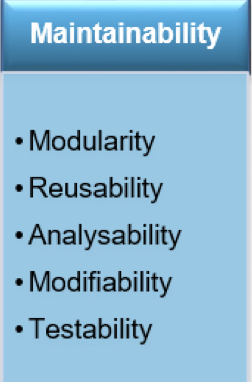 Maintainability
• Modularity
• Reusability
• Analysability
• Modifiability
• Testability